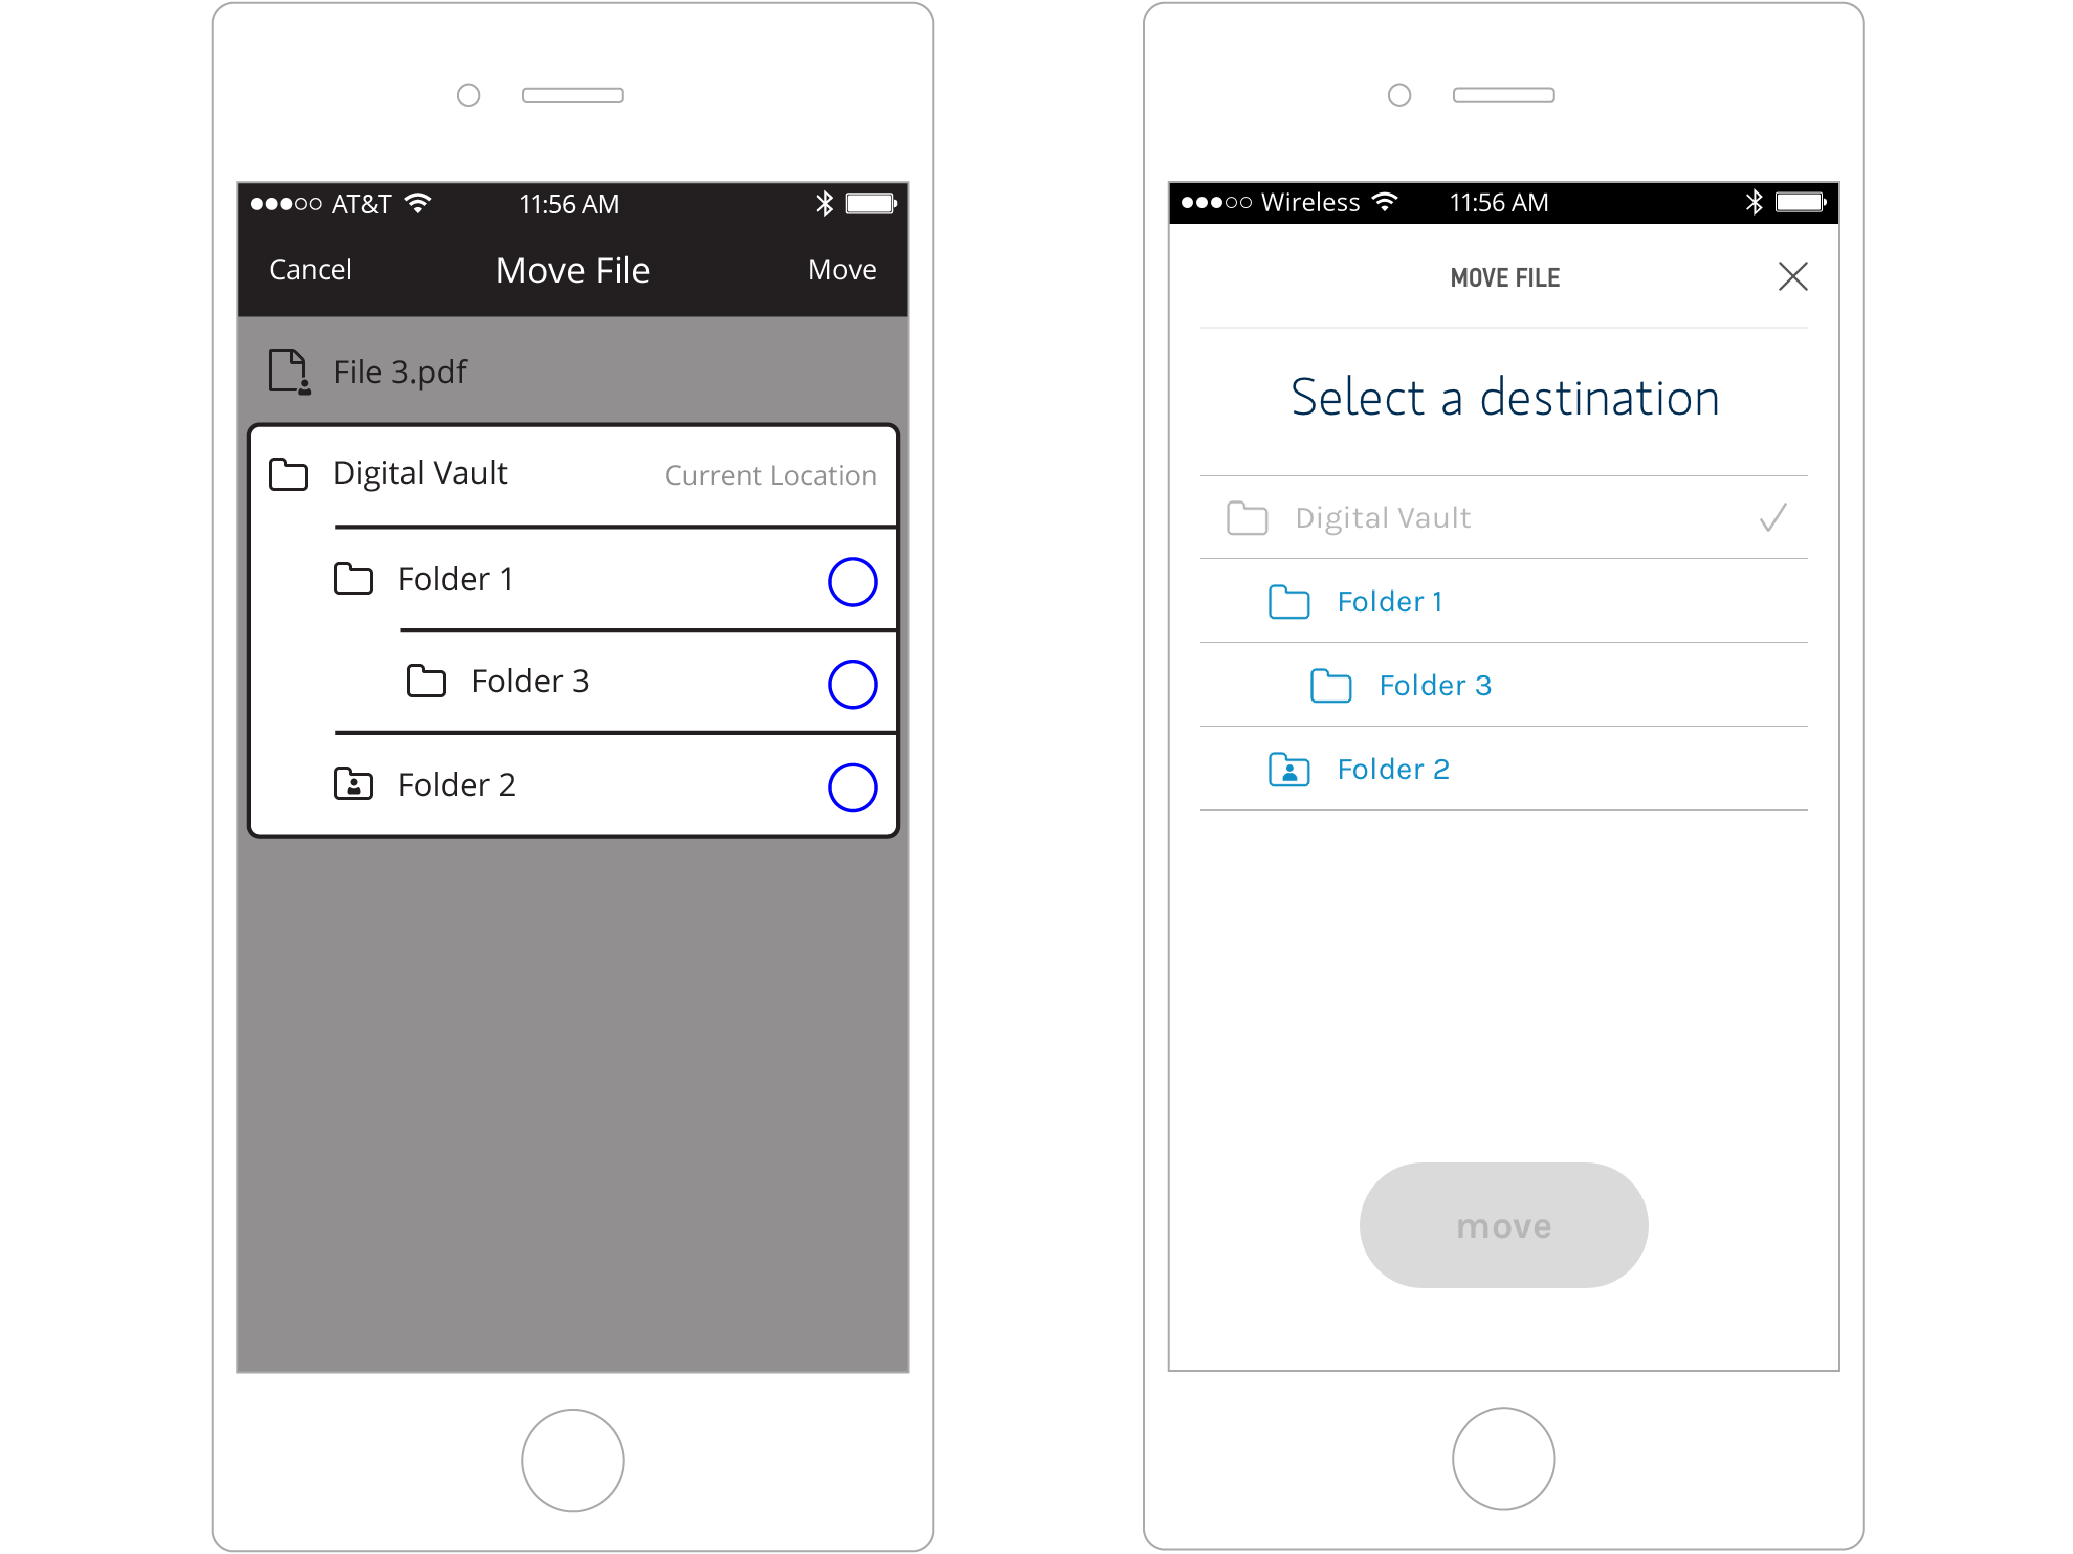 AT&T 11:56 AM
Cancel Move File Move
File 3.pdf
Digital Vault Current Location
Folder 1
Folder 3
Folder 2
Wireless 11:56 AM
MOVE FILE
Select a destination
Digital Vault
Folder 1
Folder 3
Folder 2
move